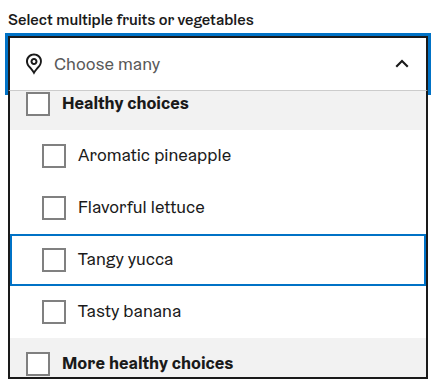 Select multiple fruits or vegetables
Choose many
Healthy choices
Aromatic pineapple
Flavorful lettuce
Tangy yucca
Tasty banana
More healthy choices